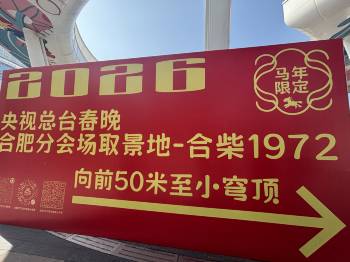 2026
马年
限定
央视总台春晚
合肥分会场取景地-合柴1972
向前50米至小穹顶